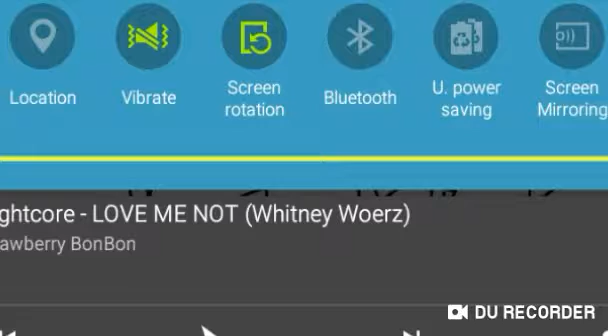 Location
Vibrate
Screen
rotation
Bluetooth
U. power
saving
Screen
Mirroring
ghtcore - LOVE ME NOT (Whitney Woerz)
awberry BonBon
DU RECORDER